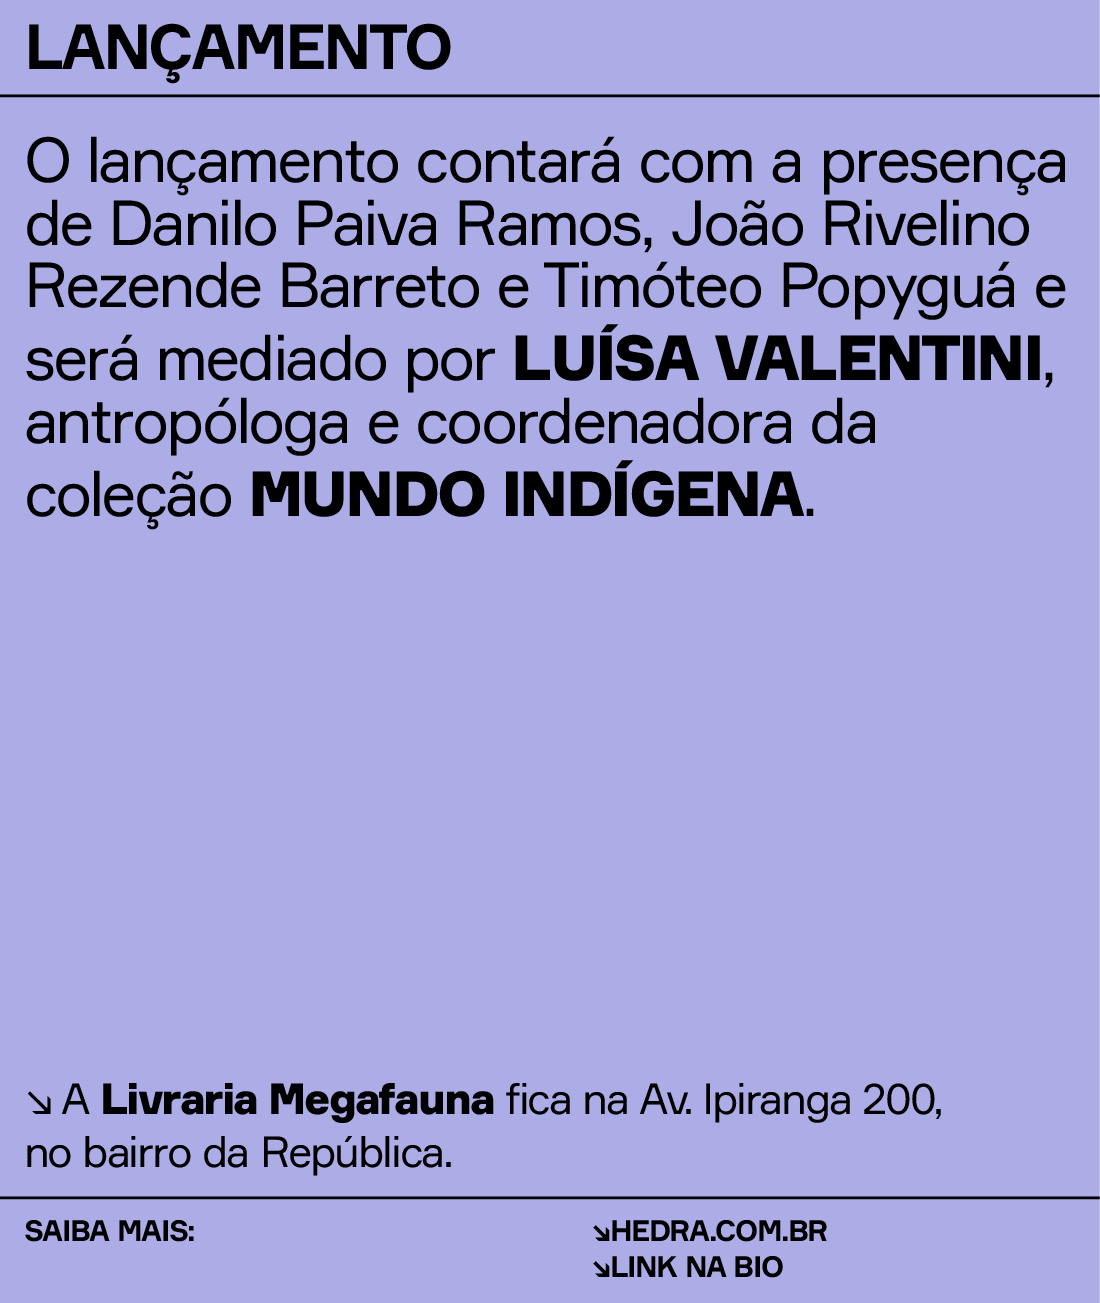 LANÇAMENTO
O lançamento contará com a presença
de Danilo Paiva Ramos, João Rivelino
Rezende Barreto e Timóteo Popyguá e
será mediado por LUÍSA VALENTINI,
antropóloga e coordenadora da
coleção MUNDO INDÍGENA.
↘ A Livraria Megafauna fica na Av. Ipiranga 200,
no bairro da República.
SAIBA MAIS:
↘HEDRA.COM.BR
↘LINK NA BIO